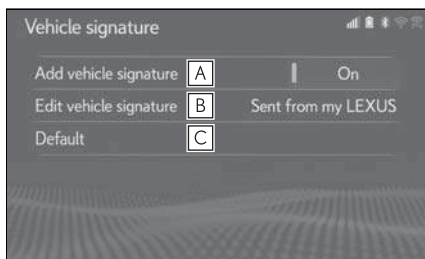 Vehicle signature
Add vehicle signature A On
Edit vehicle signature B Sent from my LEXUS
Default C